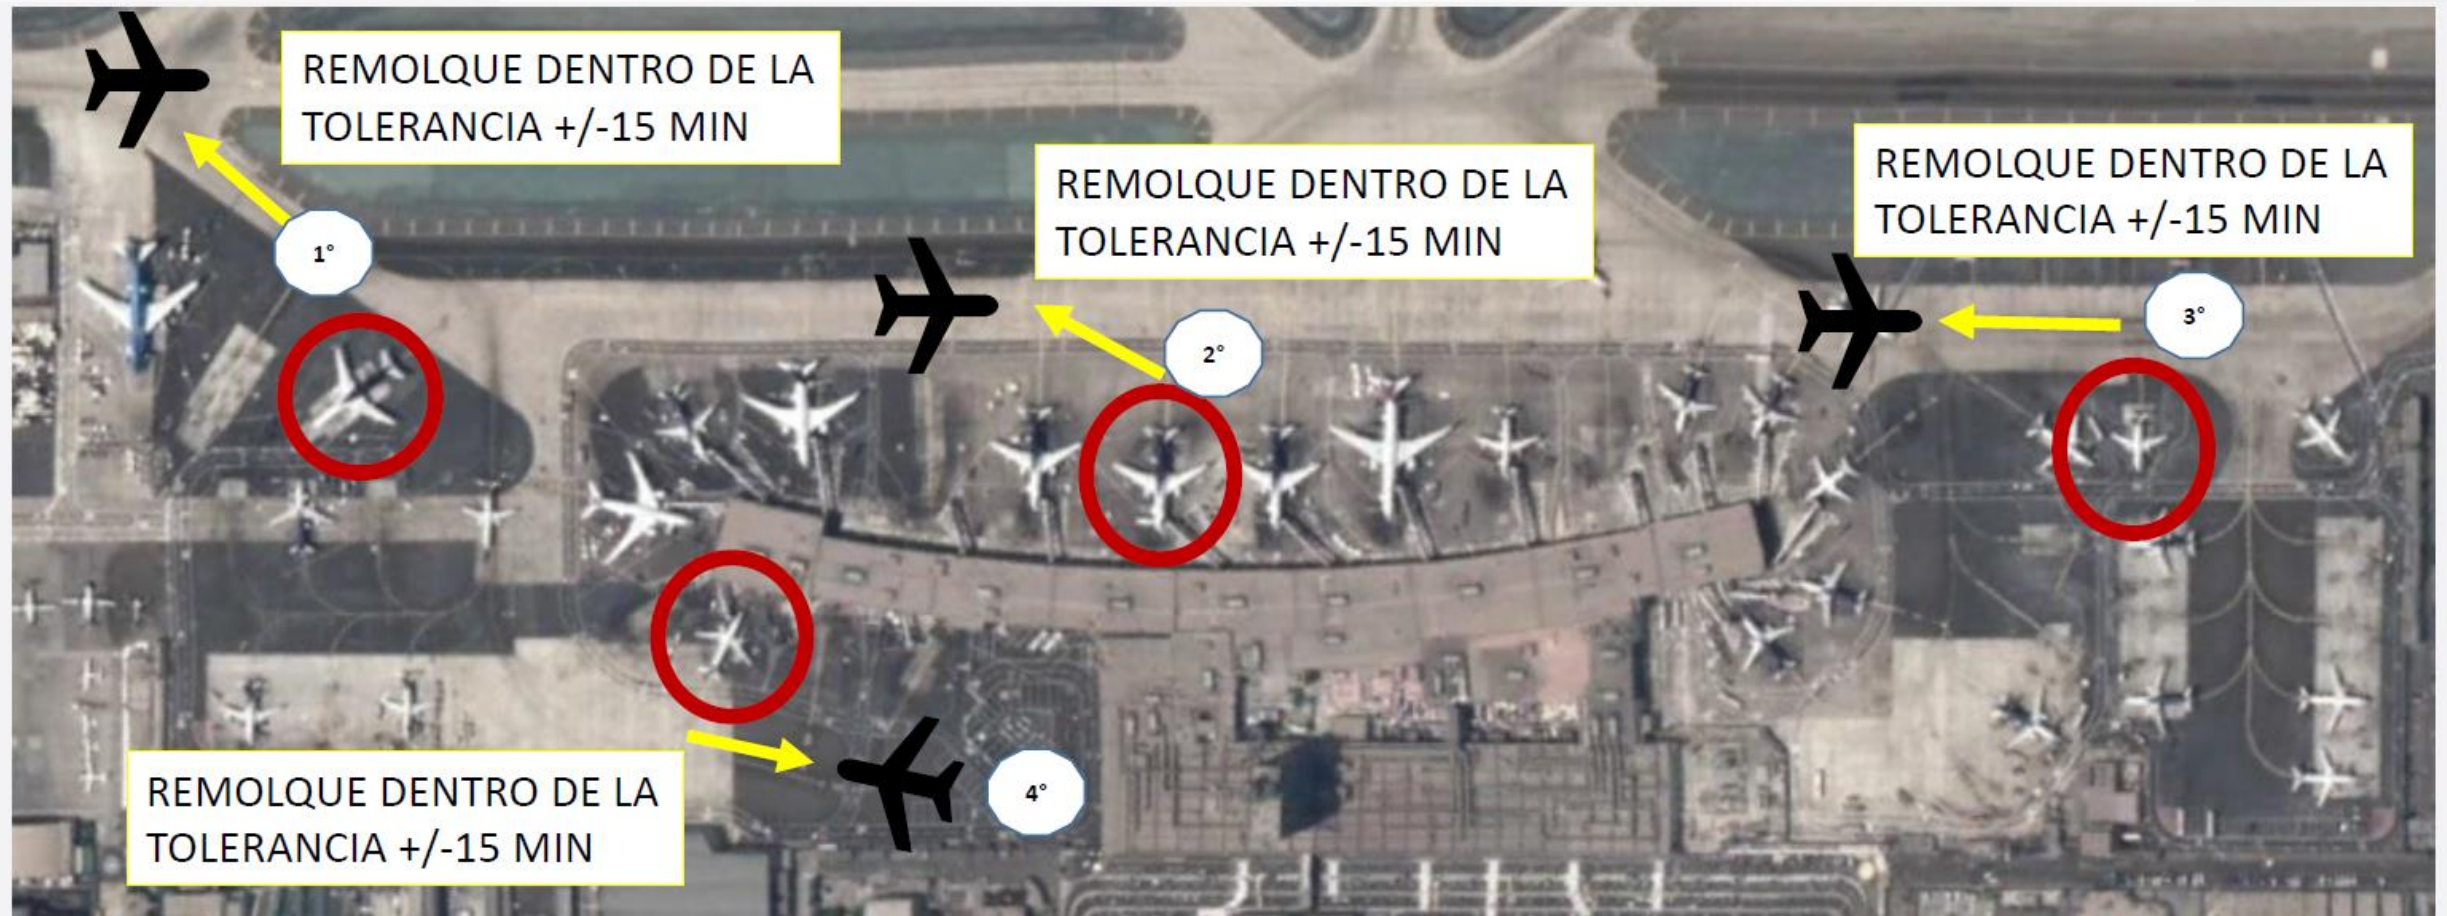 REMOLQUE DENTRO DE LA
TOLERANCIA +/-15 MIN
1°
REMOLQUE DENTRO DE LA
TOLERANCIA +/-15 MIN
2°
REMOLQUE DENTRO DE LA
TOLERANCIA +/-15 MIN
3°
REMOLQUE DENTRO DE LA
TOLERANCIA +/-15 MIN
4°